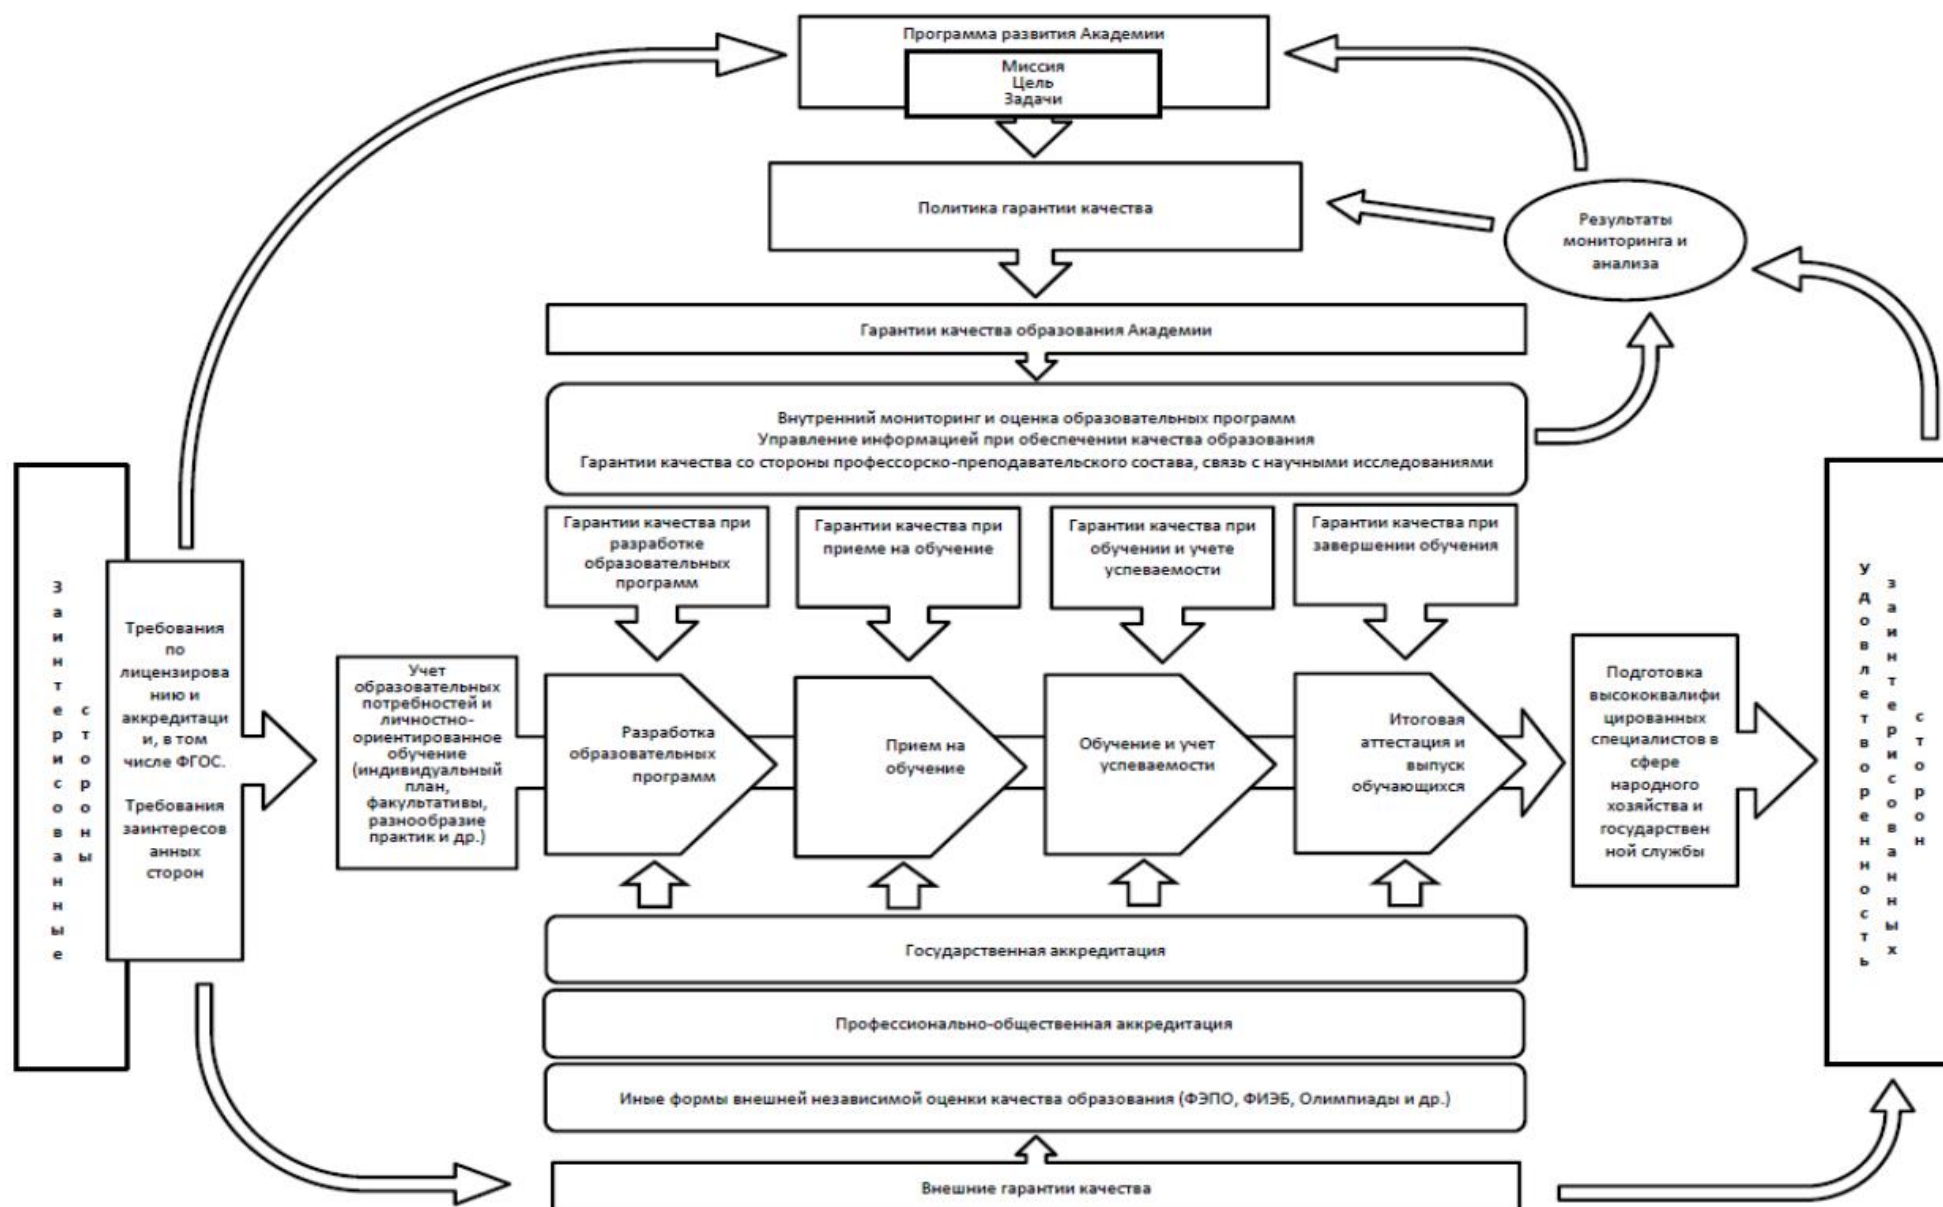 Программа развития Академии
Миссия
Цель
Задачи
Политика гарантии качества
Результаты
мониторинга и
анализа
Гарантии качества образования Академии
Внутренний мониторинг и оценка образовательных программ
Управление информацией при обеспечении качества образования
Гарантии качества со стороны профессорско-преподавательского состава, связь с научными исследованиями
Гарантии качества при
разработке
образовательных
программ
Гарантии качества при
приеме на обучение
Гарантии качества при
обучении и учете
успеваемости
Гарантии качества при
завершении обучения
Заинтерисованные
стороны
Требования
по
лицензирова
нию и
аккредитаци
и, в том
числе ФГОС.
Требования
заинтересов
анных
сторон
Учет
образовательных
потребностей и
личностно-
ориентированное
обучение
(индивидуальный
план,
факультативы,
разнообразие
практик и др.)
Разработка
образовательных
программ
Прием на
обучение
Обучение и учет
успеваемости
Итоговая
аттестация и
выпуск
обучающихся
Подготовка
высококвалифи
цированных
специалистов в
сфере
народного
хозяйства и
государствен
ной службы
Удовлетворенность
заинтерисованных
сторон
Государственная аккредитация
Профессионально-общественная аккредитация
Иные формы внешней независимой оценки качества образования (ФЭПО, ФИЭБ, Олимпиады и др.)
Внешние гарантии качества